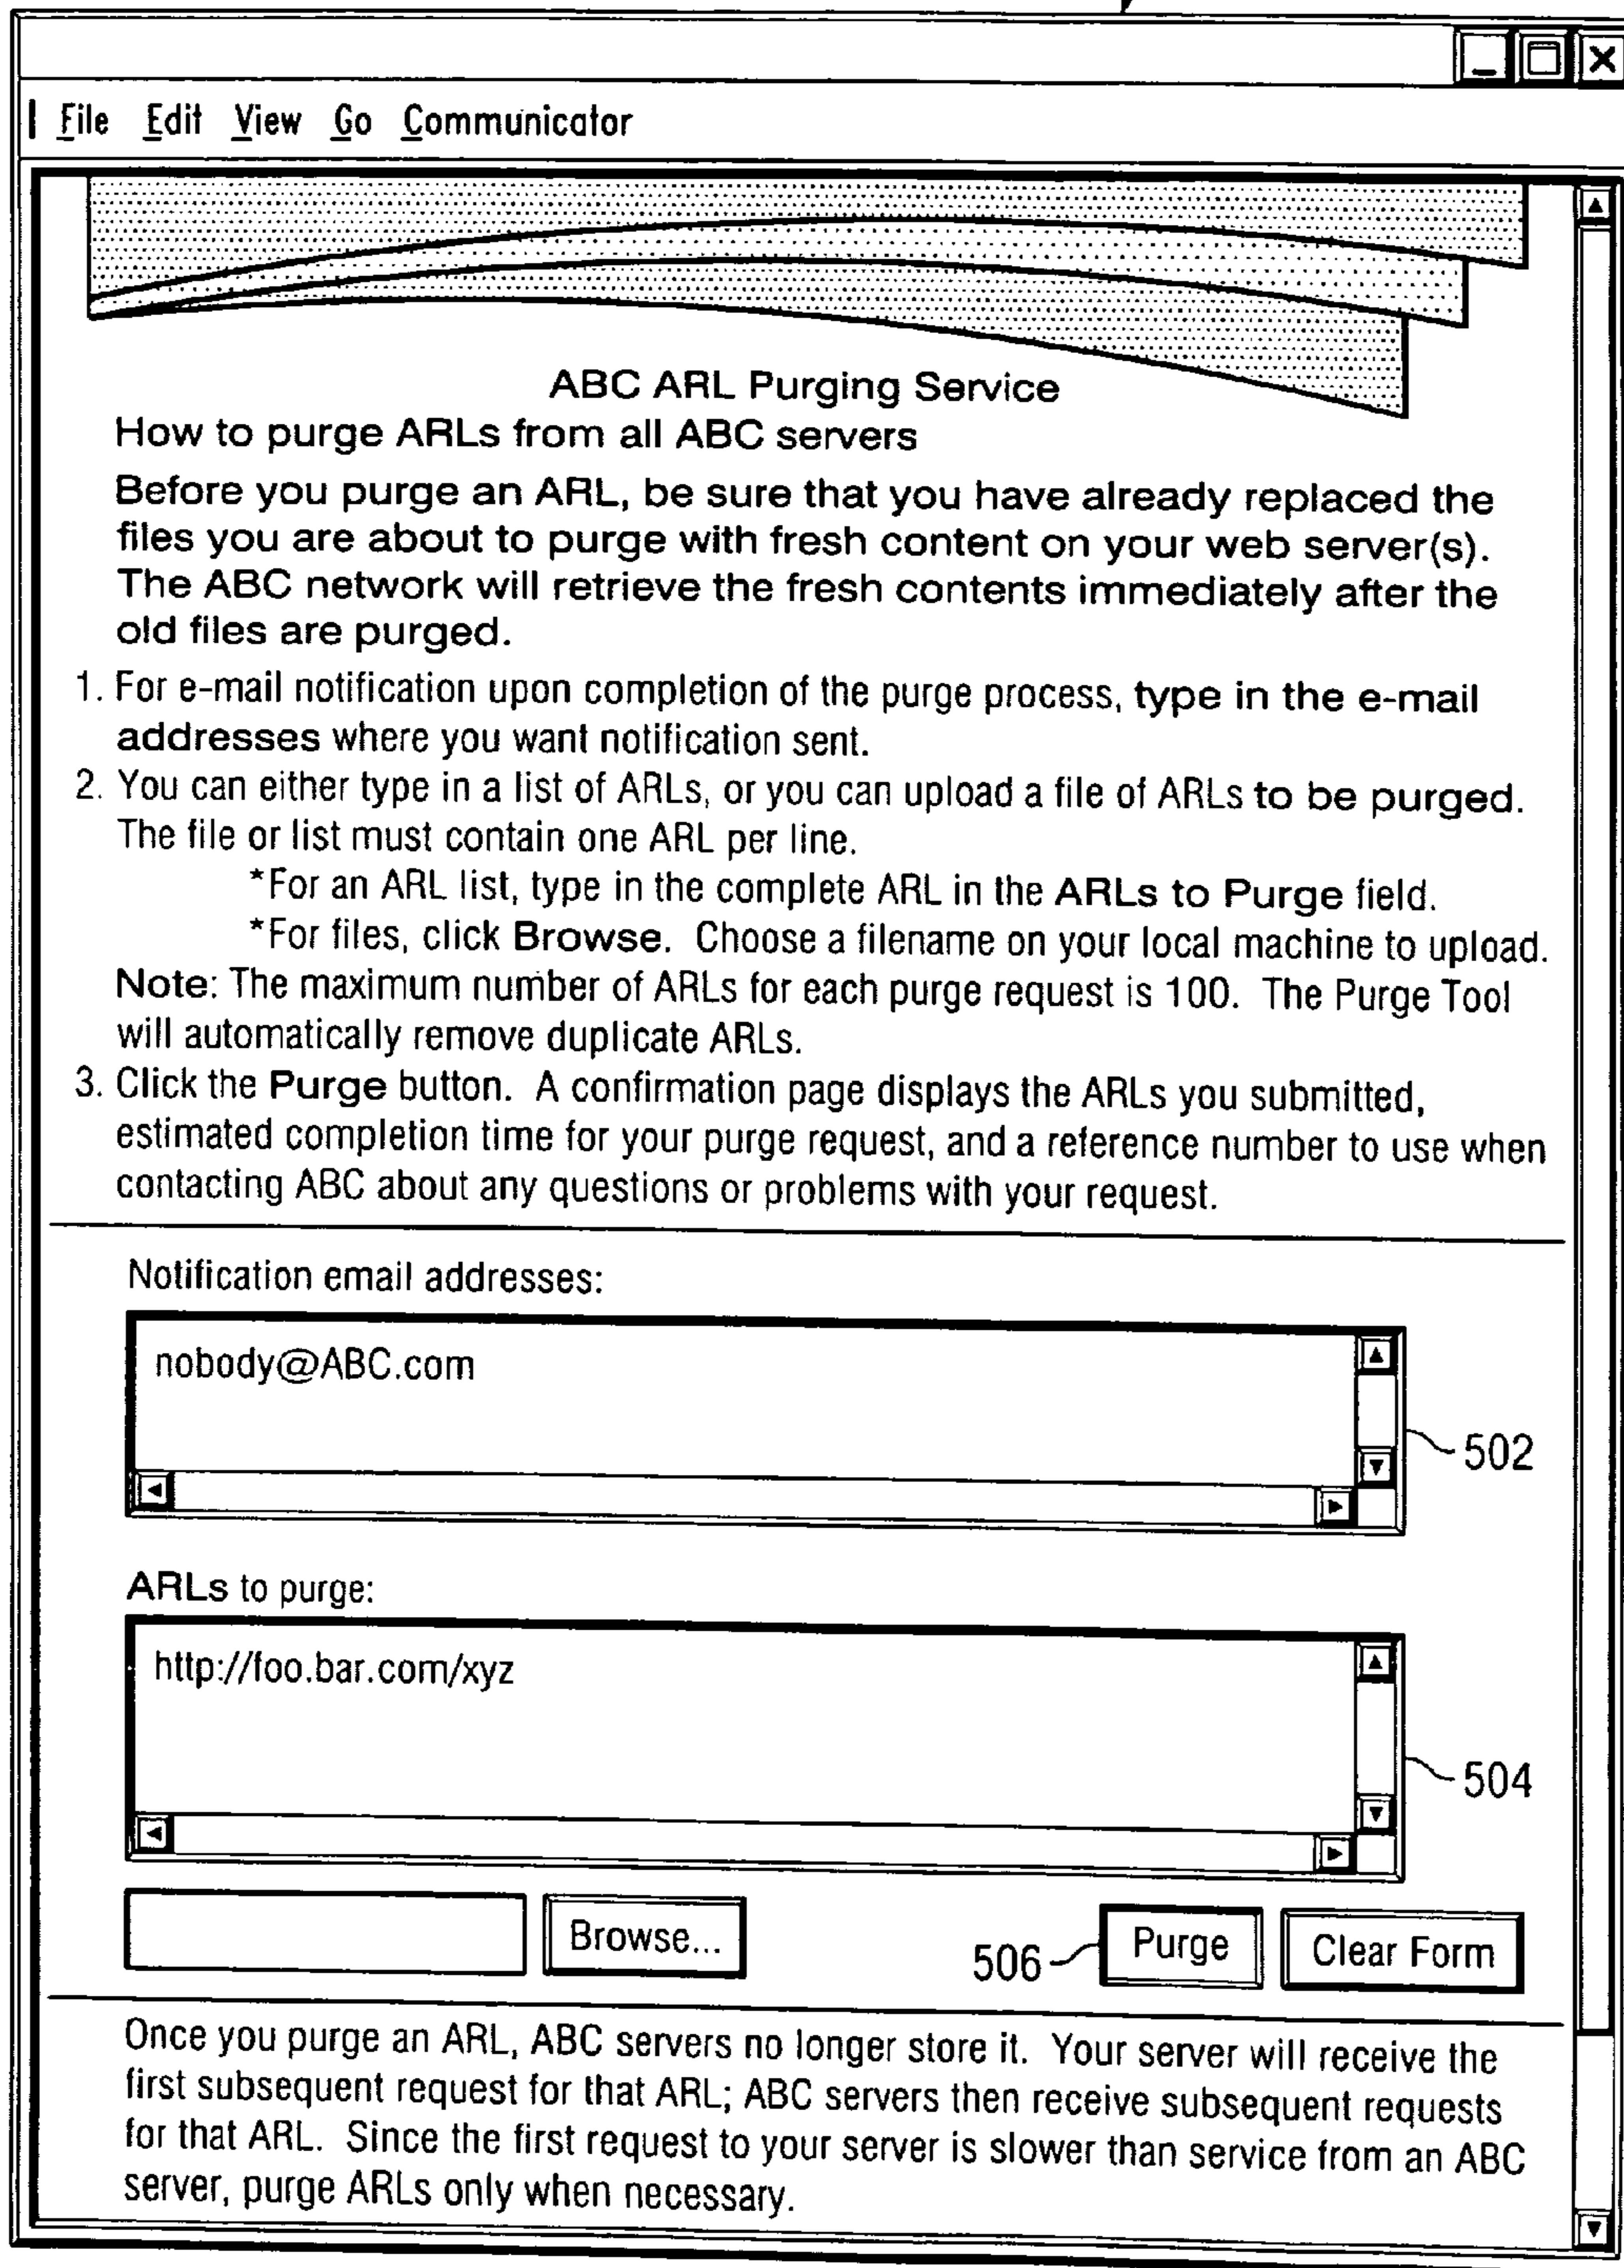 File Edit View Go Communicator
ABC ARL Purging Service
How to purge ARLs from all ABC servers
Before you purge an ARL, be sure that you have already replaced the
files you are about to purge with fresh content on your web server(s).
The ABC network will retrieve the fresh contents immediately after the
old files are purged.
1. For e-mail notification upon completion of the purge process, type in the e-mail
addresses where you want notification sent.
2. You can either type in a list of ARLs, or you can upload a file of ARLs to be purged.
The file or list must contain one ARL per line.
*For an ARL list, type in the complete ARL in the ARLs to Purge field.
*For files, click Browse. Choose a filename on your local machine to upload.
Note: The maximum number of ARLs for each purge request is 100. The Purge Tool
will automatically remove duplicate ARLs.
3. Click the Purge button. A confirmation page displays the ARLs you submitted,
estimated completion time for your purge request, and a reference number to use when
contacting ABC about any questions or problems with your request.
Notification email addresses:
nobody@ABC.com
502
ARLs to purge:
http://foo.bar.com/xyz
504
Browse...
506
Purge
Clear Form
Once you purge an ARL, ABC servers no longer store it. Your server will receive the
first subsequent request for that ARL; ABC servers then receive subsequent requests
for that ARL. Since the first request to your server is slower than service from an ABC
server, purge ARLs only when necessary.